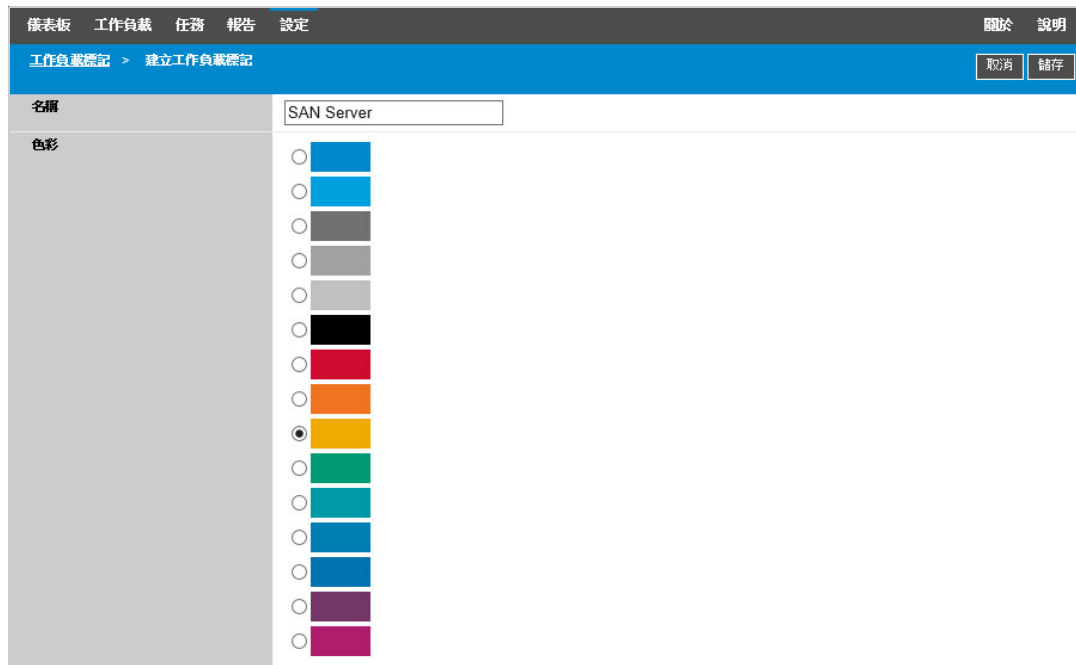 儀表板 工作負載 任務 報告 設定 關於 說明
工作負載標記 > 建立工作負載標記 取消 儲存
名稱 SAN Server
色彩